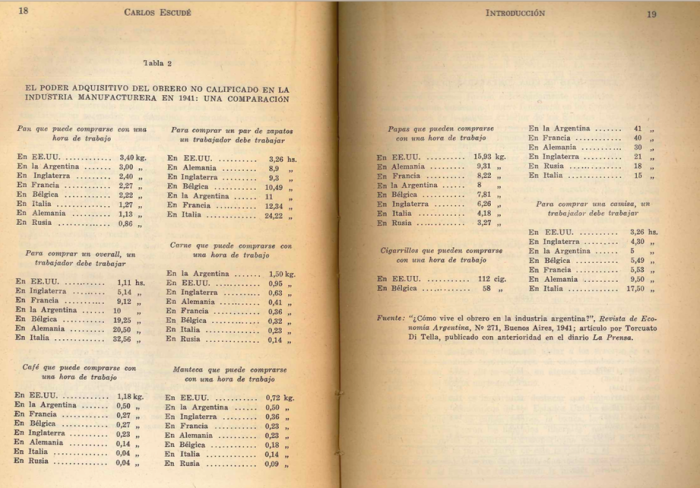 18 CARLOS ESCUDÉ
Tabla 2
EL PODER ADQUISITIVO DEL OBRERO NO CALIFICADO EN LA
INDUSTRIA MANUFACTURERA EN 1941: UNA COMPARACIÓN
Pan que puede comprarse con una
hora de trabajo
En EE.UU. ............ 3,40 kg.
En la Argentina ....... 3,00 „
En Inglaterra ......... 2,40 „
En Francia ............ 2,27 „
En Bélgica ............ 2,22 „
En Italia ............. 1,27 „
En Alemania ........... 1,13 „
En Rusia .............. 0,86 „
Para comprar un overall, un
trabajador debe trabajar
En EE.UU. ............ 1,11 hs.
En Inglaterra ......... 5,14 „
En Francia ............ 9,12 „
En la Argentina ....... 10 „
En Bélgica ............ 19,25 „
En Alemania ........... 20,50 „
En Italia ............. 32,56 „
Café que puede comprarse con
una hora de trabajo
En EE.UU. ............ 1,18 kg.
En la Argentina ....... 0,50 „
En Francia ............ 0,27 „
En Bélgica ............ 0,27 „
En Inglaterra ......... 0,23 „
En Alemania ........... 0,14 „
En Italia ............. 0,04 „
En Rusia .............. 0,04 „
Para comprar un par de zapatos
un trabajador debe trabajar
En EE.UU. .......... 3,26 hs.
En Alemania ......... 8,9 „
En Inglaterra ........ 9,3 „
En Bélgica .......... 10,49 „
En la Argentina ...... 11 „
En Francia .......... 12,34 „
En Italia ............ 24,22 „
Carne que puede comprarse con
una hora de trabajo
En la Argentina ....... 1,50 kg.
En EE.UU. ........... 0,95 „
En Inglaterra ......... 0,63 „
En Alemania .......... 0,41 „
En Francia ........... 0,36 „
En Bélgica ........... 0,32 „
En Italia ............. 0,23 „
En Rusia ............. 0,14 „
Manteca que puede comprarse
con una hora de trabajo
En EE.UU. ........... 0,72 kg.
En la Argentina ....... 0,50 „
En Inglaterra ......... 0,36 „
En Francia ........... 0,23 „
En Alemania .......... 0,23 „
En Bélgica ........... 0,18 „
En Italia ............. 0,14 „
En Rusia ............. 0,09 „
INTRODUCCIÓN 19
Papas que pueden comprarse
con una hora de trabajo
En EE.UU. ........... 15,93 kg.
En Alemania .......... 9,31 „
En Francia ........... 8,22 „
En la Argentina ....... 8 „
En Bélgica ........... 7,81 „
En Inglaterra ......... 6,26 „
En Italia ............. 4,18 „
En Rusia ............. 3,27 „
Cigarrillos que pueden comprarse
con una hora de trabajo
En EE.UU. ........... 112 cig.
En Bélgica ........... 58 „
En la Argentina ...... 41 „
En Francia .......... 40 „
En Alemania ......... 30 „
En Inglaterra ........ 21 „
En Rusia ............ 18 „
En Italia ............ 15 „
Para comprar una camisa, un
trabajador debe trabajar
En EE.UU. .......... 3,26 hs.
En Inglaterra ........ 4,30 „
En la Argentina ...... 5 „
En Bélgica .......... 5,49 „
En Francia .......... 5,53 „
En Alemania ......... 9,50 „
En Italia ............ 17,50 „
Fuente: "¿Cómo vive el obrero en la industria argentina?", Revista de Eco-
nomía Argentina, Nº 271, Buenos Aires, 1941; artículo por Torcuato
Di Tella, publicado con anterioridad en el diario La Prensa.